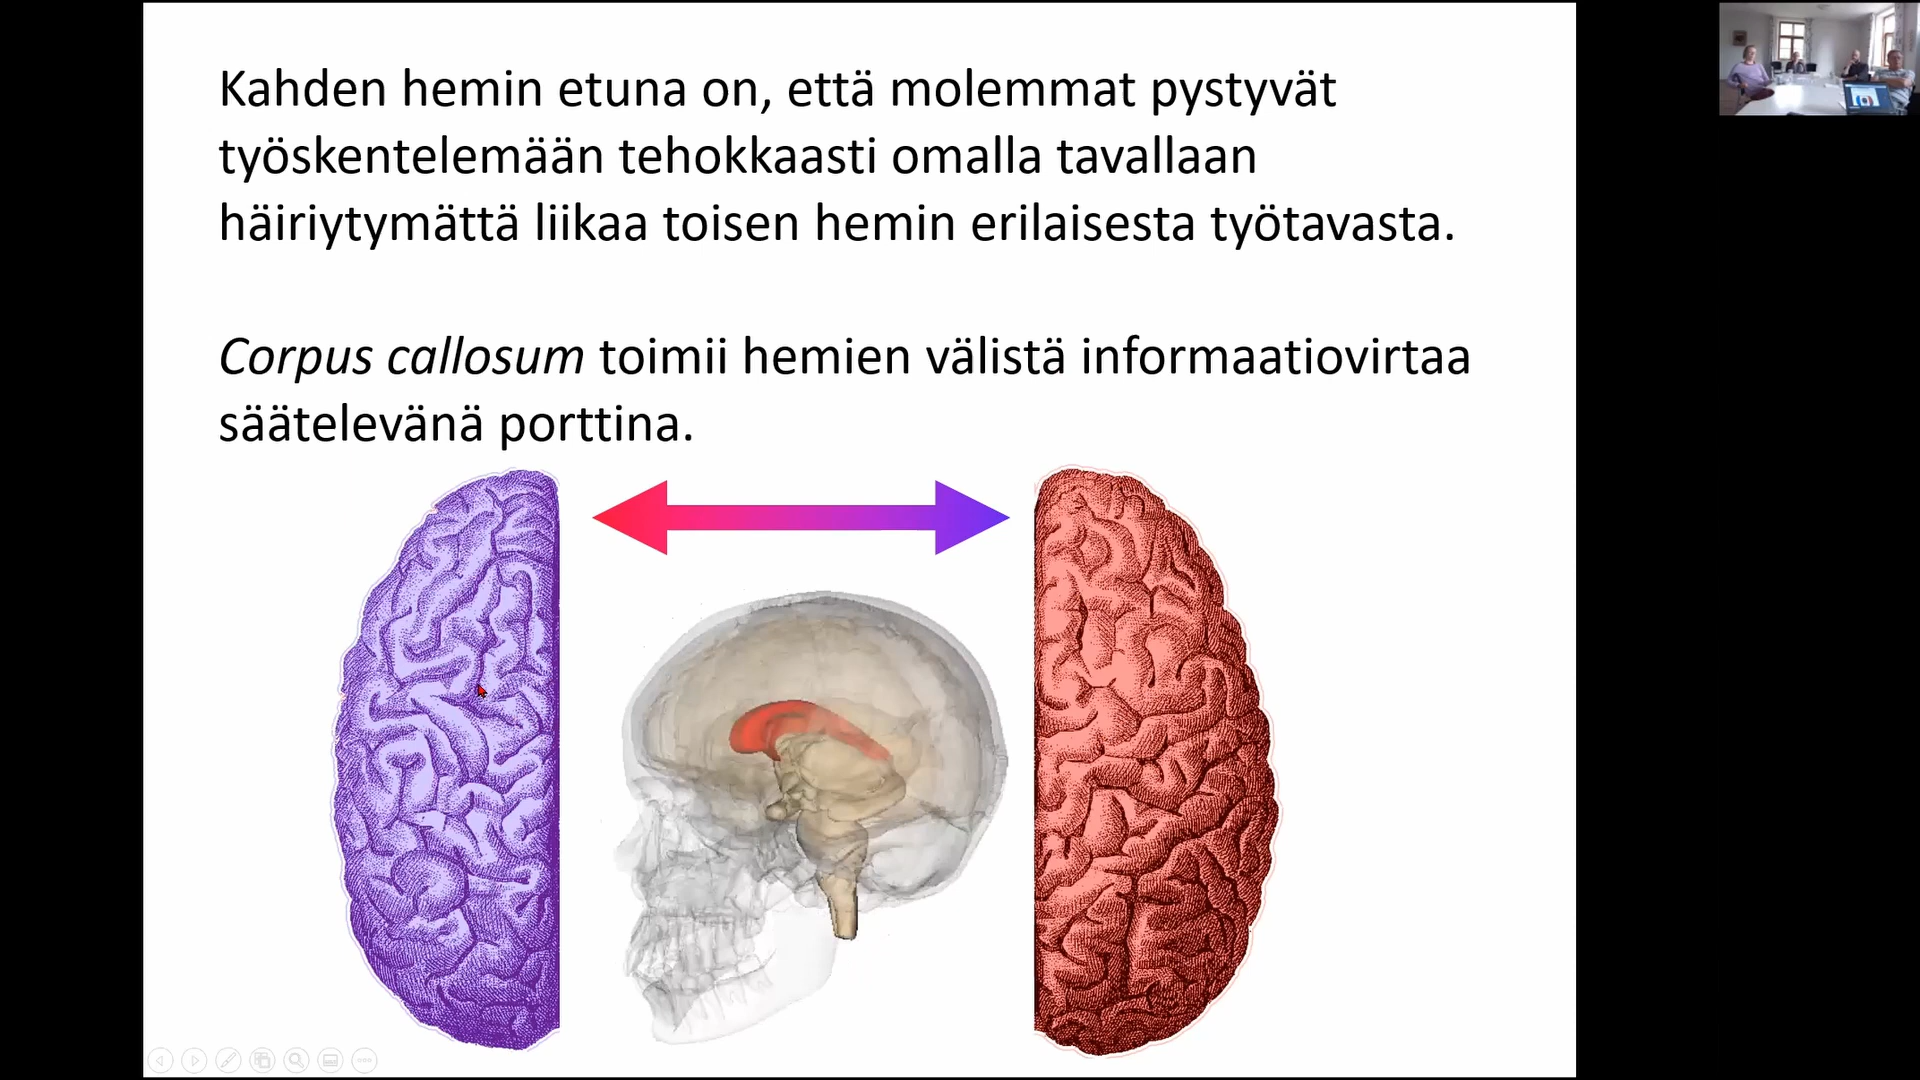 Kahden hemin etuna on, että molemmat pystyvät
työskentelemään tehokkaasti omalla tavallaan
häiriytymättä liikaa toisen hemin erilaisesta työtavasta.
Corpus callosum toimii hemien välistä informaatiovirtaa
säätelevänä porttina.